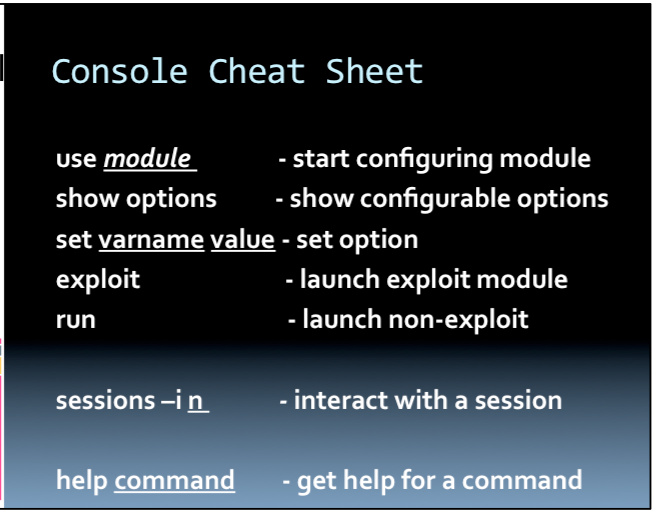 Console Cheat Sheet
use module - start configuring module
show options - show configurable options
set varname value - set option
exploit - launch exploit module
run - launch non-exploit
sessions –i n - interact with a session
help command - get help for a command